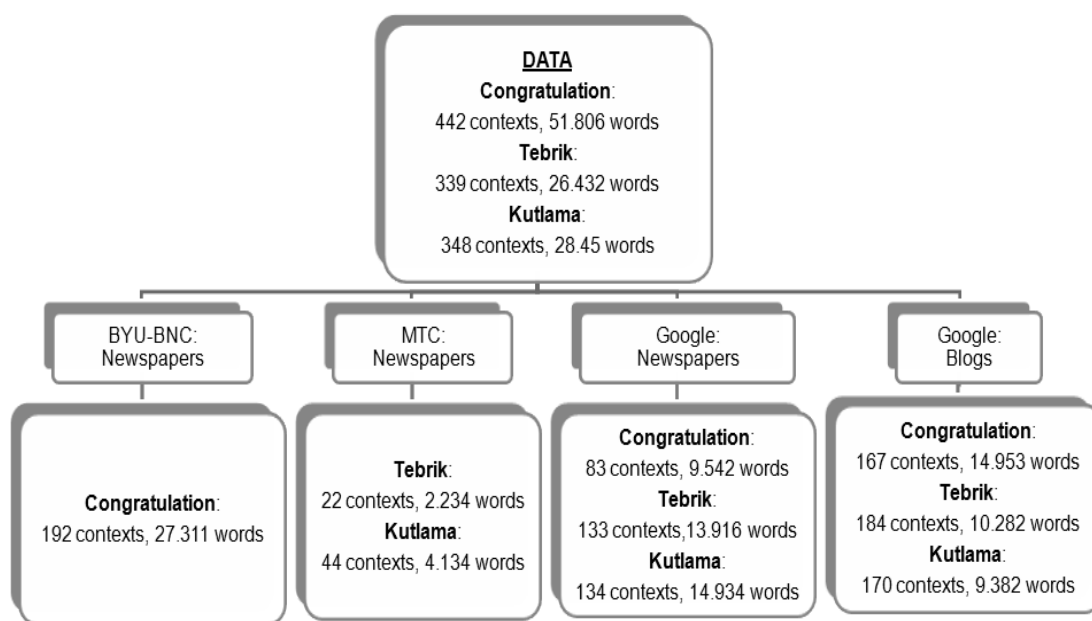 DATA
Congratulation:
442 contexts, 51.806 words
Tebrik:
339 contexts, 26.432 words
Kutlama:
348 contexts, 28.45 words
BYU-BNC:
Newspapers
MTC:
Newspapers
Google:
Newspapers
Google:
Blogs
Congratulation:
192 contexts, 27.311 words
Tebrik:
22 contexts, 2.234 words
Kutlama:
44 contexts, 4.134 words
Congratulation:
83 contexts, 9.542 words
Tebrik:
133 contexts,13.916 words
Kutlama:
134 contexts, 14.934 words
Congratulation:
167 contexts, 14.953 words
Tebrik:
184 contexts, 10.282 words
Kutlama:
170 contexts, 9.382 words